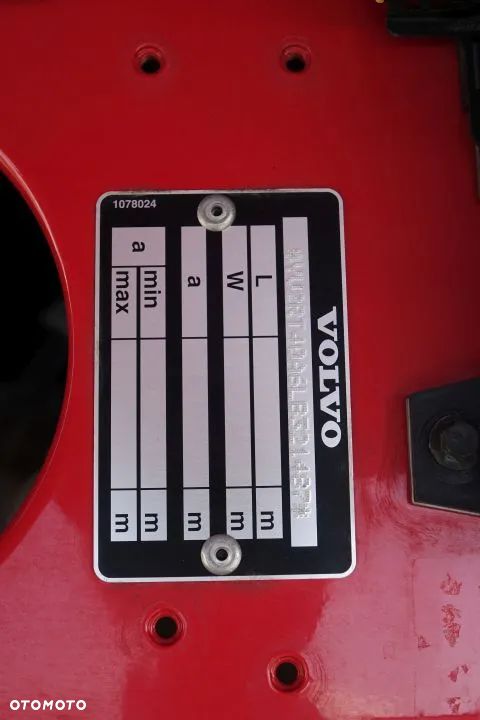 1078024
VOLVO
L m
W m
a m
a min m
max m
OTOMOTO